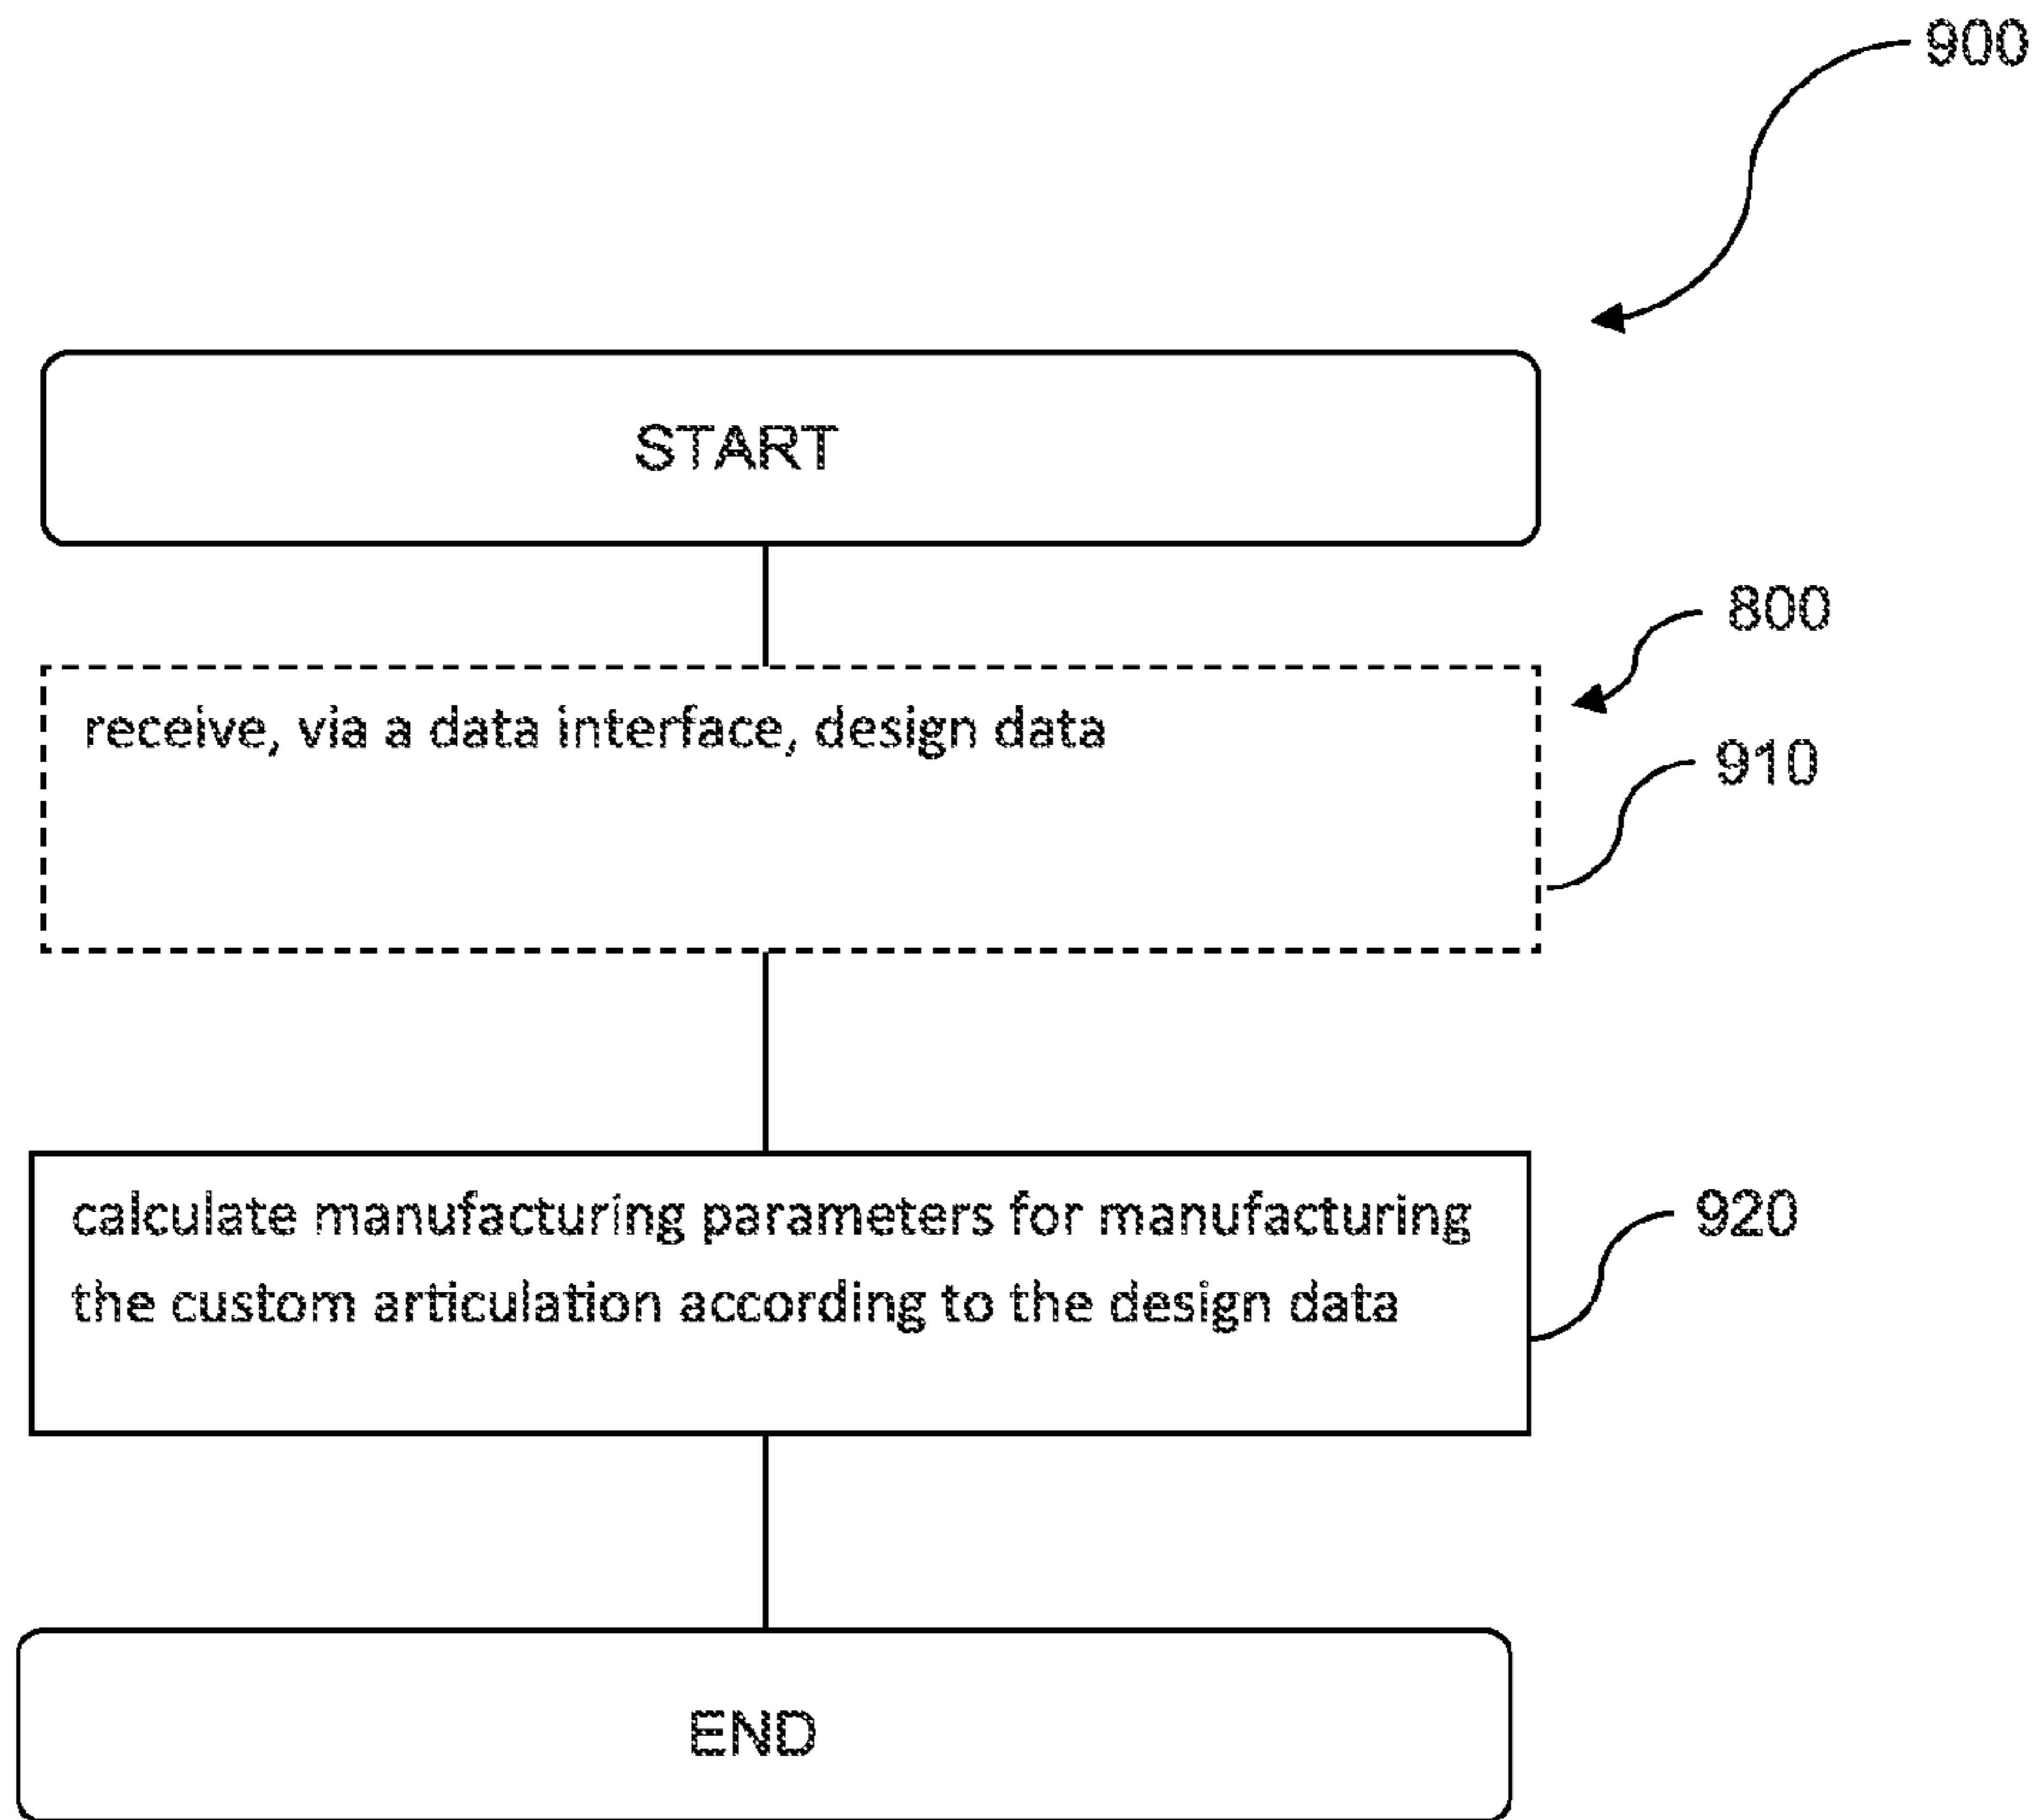 900
START
800
receive, via a data interface, design data
910
calculate manufacturing parameters for manufacturing
920
the custom articulation according to the design data
END